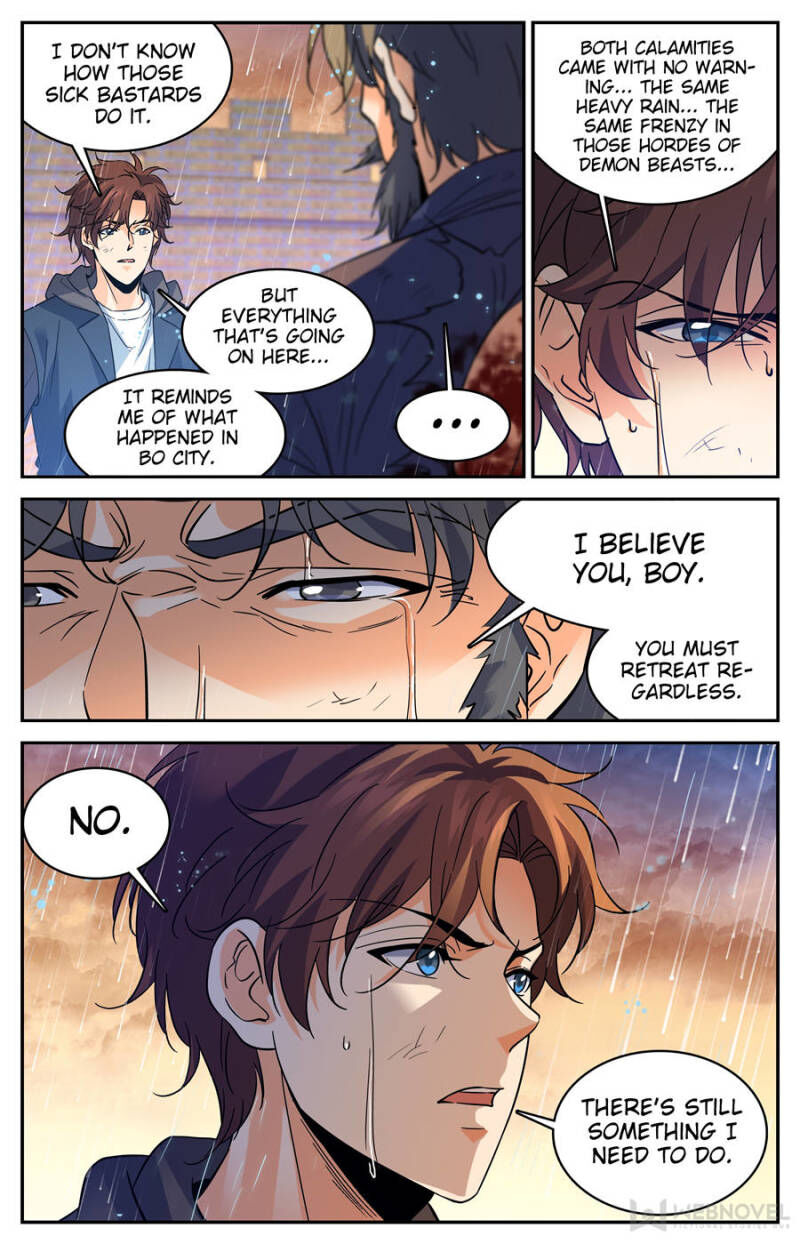 I DON'T KNOW
HOW THOSE
SICK BASTARDS
DO IT.
BUT
EVERYTHING
THAT'S GOING
ON HERE...
IT REMINDS
ME OF WHAT
HAPPENED IN
BO CITY.
...
BOTH CALAMITIES
CAME WITH NO WARN-
ING... THE SAME
HEAVY RAIN... THE
SAME FRENZY IN
THOSE HORDES OF
DEMON BEASTS...
I BELIEVE
YOU, BOY.
YOU MUST
RETREAT RE-
GARDLESS.
NO.
THERE'S STILL
SOMETHING I
NEED TO DO.
WEBNOVEL